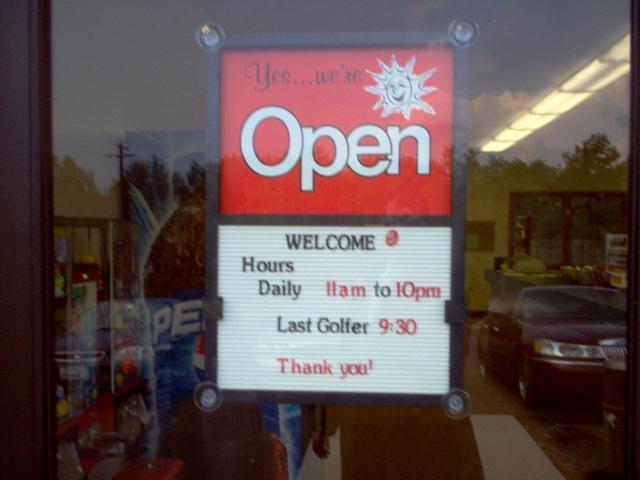 Yes...we're
Open
WELCOME
Hours
Daily 11am to 10pm
Last Golfer 9:30
Thank you!